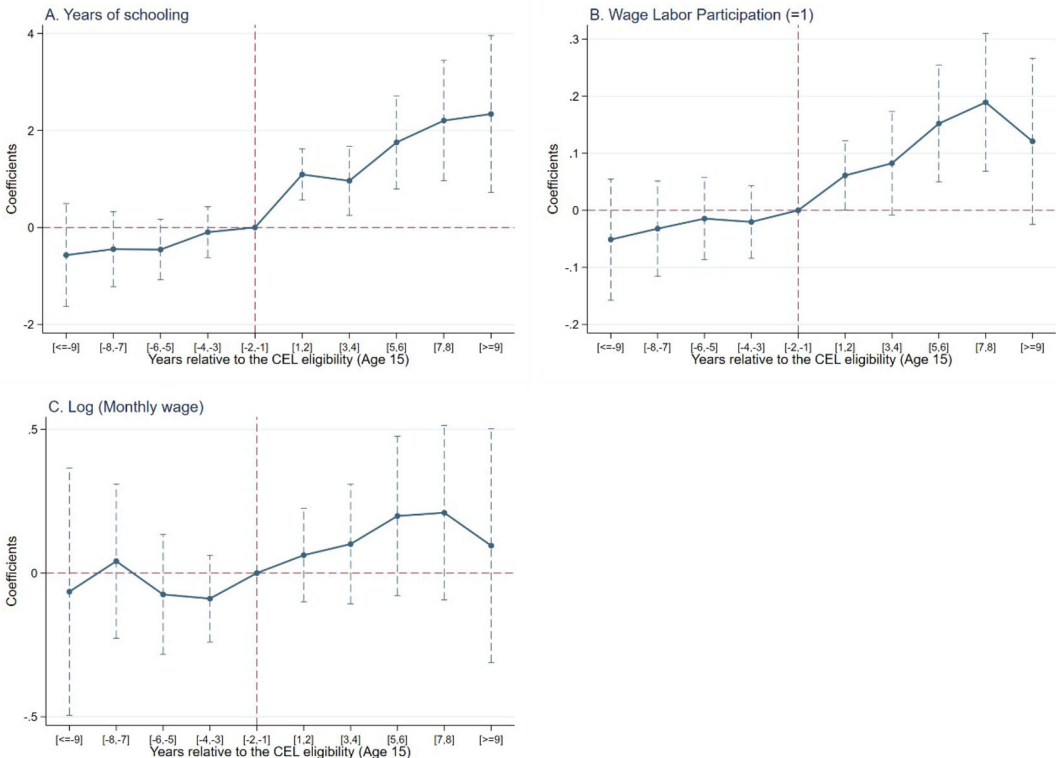 A. Years of schooling
4
2
0
-2
Coefficients
[<=-9] [-8,-7] [-6,-5] [-4,-3] [-2,-1] [1,2] [3,4] [5,6] [7,8] [>=9]
Years relative to the CEL eligibility (Age 15)
B. Wage Labor Participation (=1)
.3
.2
.1
0
-.1
-.2
Coefficients
[<=-9] [-8,-7] [-6,-5] [-4,-3] [-2,-1] [1,2] [3,4] [5,6] [7,8] [>=9]
Years relative to the CEL eligibility (Age 15)
C. Log (Monthly wage)
.5
0
-.5
Coefficients
[<=-9] [-8,-7] [-6,-5] [-4,-3] [-2,-1] [1,2] [3,4] [5,6] [7,8] [>=9]
Years relative to the CEL eligibility (Age 15)